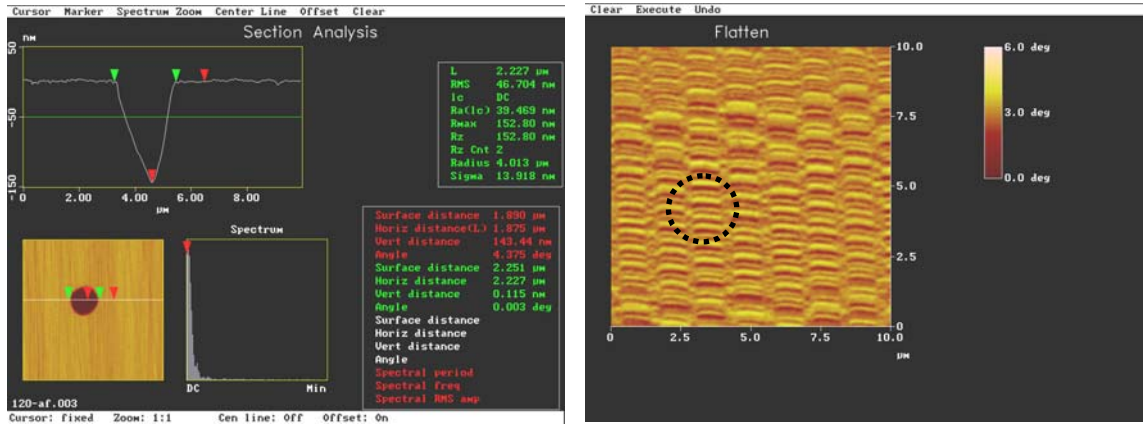 Cursor Marker Spectrum Zoom Center Line Offset Clear
Section Analysis
nm
50
-50
-150
0 2.00 4.00 6.00 8.00
μm
L 2.227 μm
RMS 46.704 nm
lc DC
Ra(lc) 39.469 nm
Rmax 152.80 nm
Rz 152.80 nm
Rz Cnt 2
Radius 4.013 μm
Sigma 13.918 nm
Surface distance 1.890 μm
Horiz distance(L) 1.875 μm
Vert distance 143.44 nm
Angle 4.375 deg
Surface distance 2.251 μm
Horiz distance 2.227 μm
Vert distance 0.115 nm
Angle 0.003 deg
Surface distance
Horiz distance
Vert distance
Angle
Spectral period
Spectral freq
Spectral RMS amp
Spectrum
DC Min
120-af.003
Cursor: fixed Zoom: 1:1 Cen line: Off Offset: On
Clear Execute Undo
Flatten
10.0
7.5
5.0
2.5
0
0 2.5 5.0 7.5 10.0
μm
6.0 deg
3.0 deg
0.0 deg